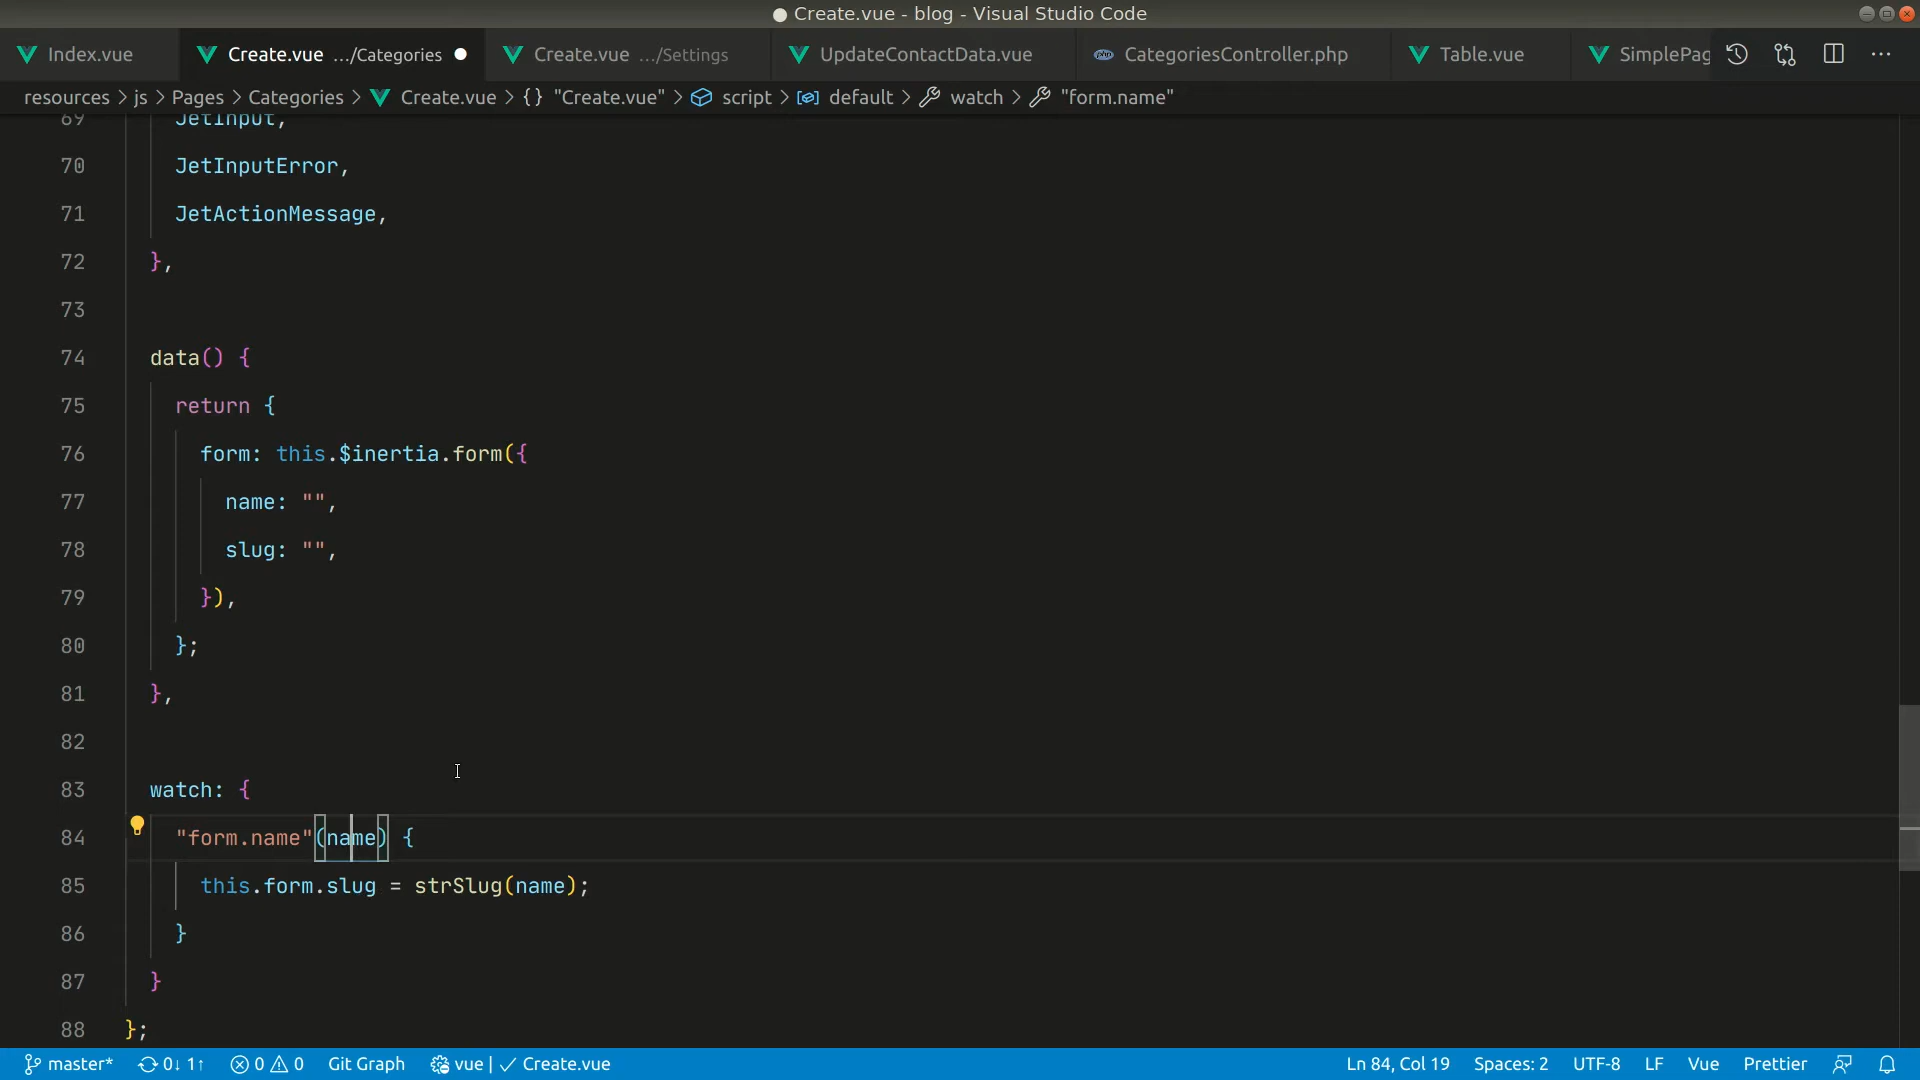 Create.vue - blog - Visual Studio Code
Index.vue Create.vue .../Categories Create.vue .../Settings UpdateContactData.vue php CategoriesController.php Table.vue SimplePag ···
resources > js > Pages > Categories > Create.vue > {} "Create.vue" > script > default > watch > "form.name"
69 JetInput,
70 JetInputError,
71 JetActionMessage,
72 },
73
74 data() {
75 return {
76 form: this.$inertia.form({
77 name: "",
78 slug: "",
79 }),
80 };
81 },
82
83 watch: {
84 "form.name"(name) {
85 this.form.slug = strSlug(name);
86 }
87 }
88 };
master* 0↓ 1↑ 0 0 Git Graph vue | ✓ Create.vue Ln 84, Col 19 Spaces: 2 UTF-8 LF Vue Prettier